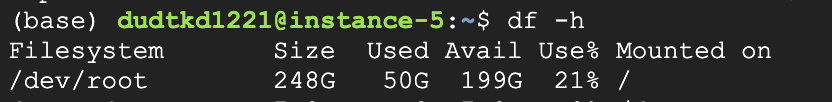 (base) dudtkd1221@instance-5:~$ df -h
Filesystem      Size  Used Avail Use% Mounted on
/dev/root       248G   50G  199G  21% /